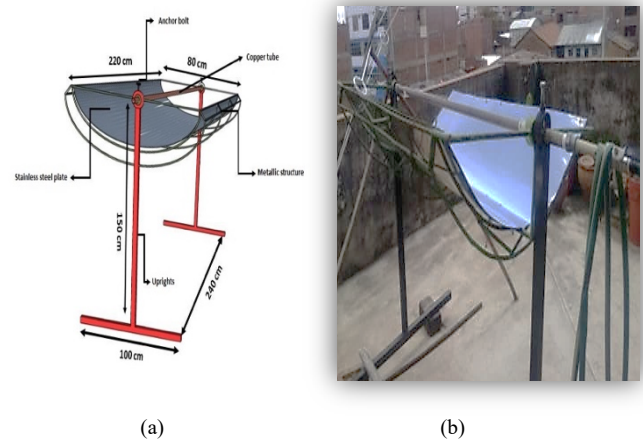 Anchor bolt
220 cm
80 cm
Copper tube
Stainless steel plate
Metallic structure
150 cm
Uprights
240 cm
100 cm
(a)
(b)